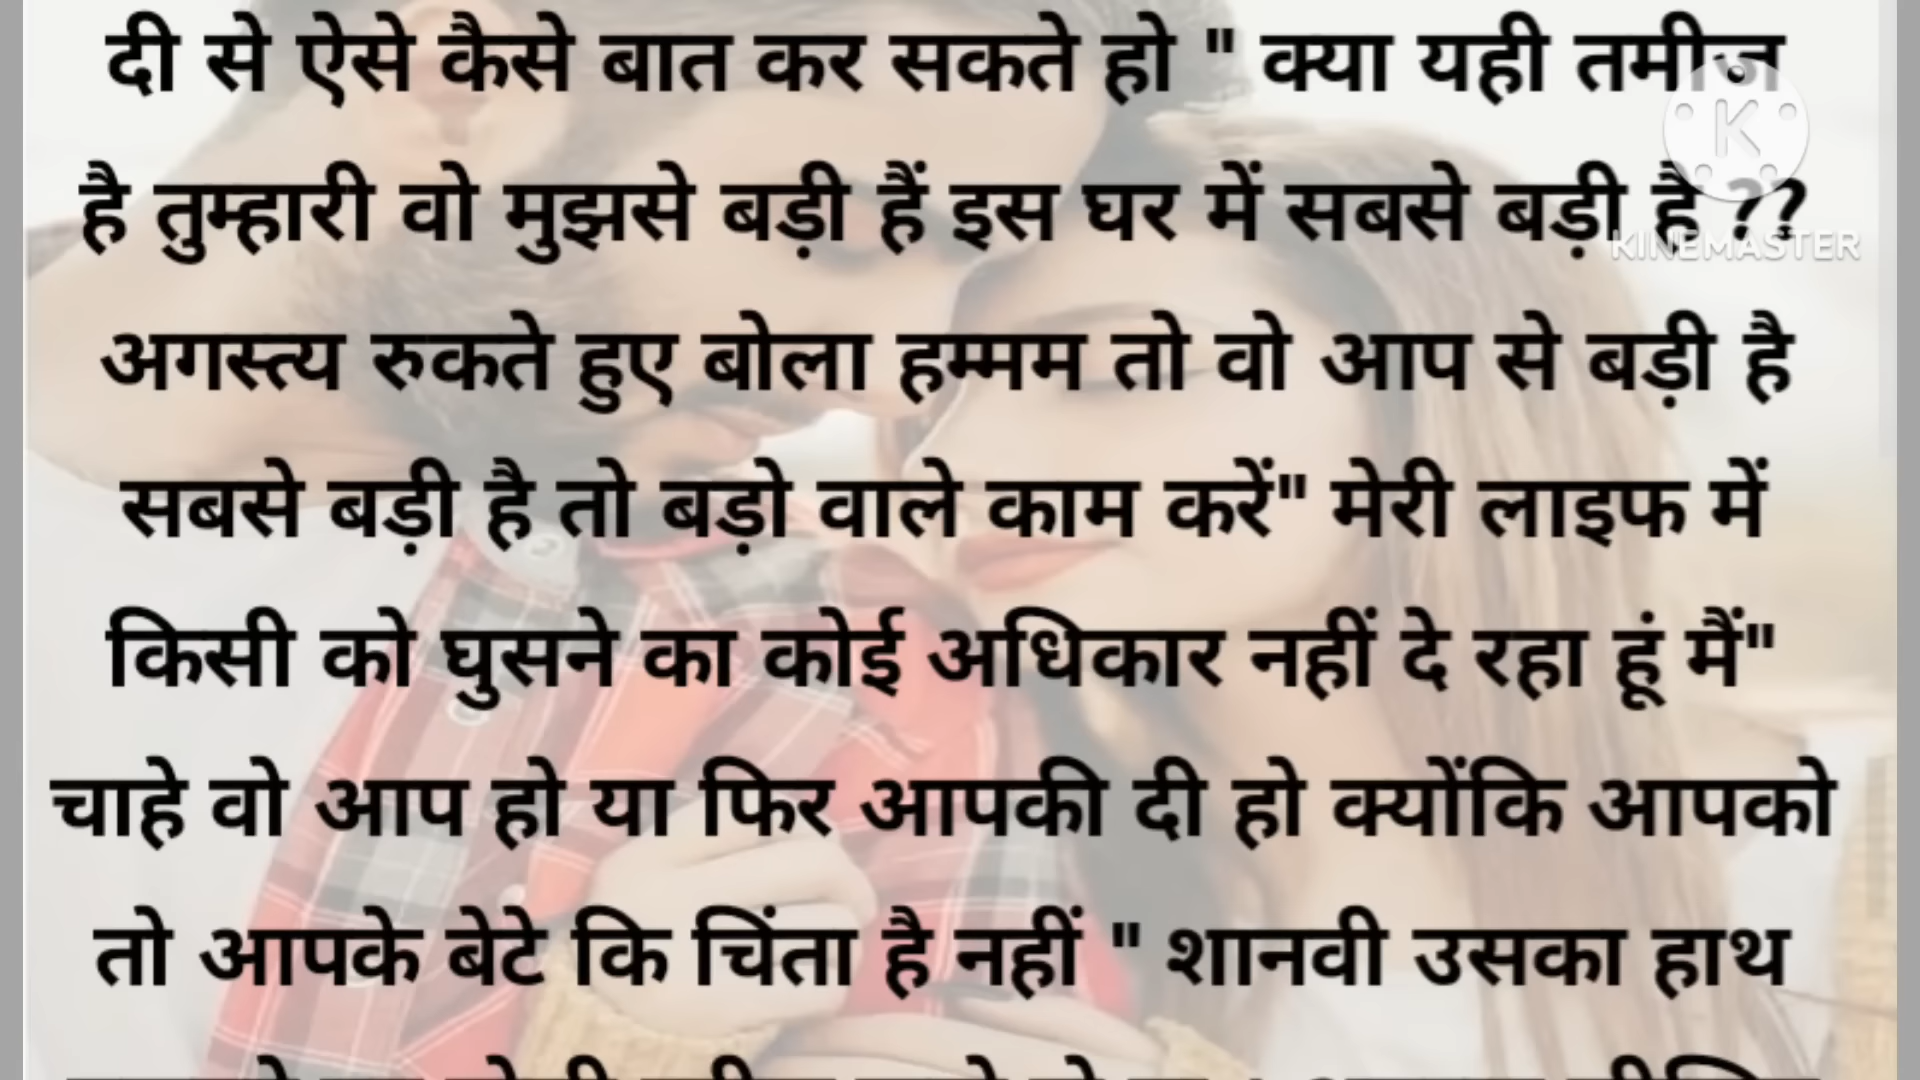 दी से ऐसे कैसे बात कर सकते हो " क्या यही तमीज
है तुम्हारी वो मुझसे बड़ी हैं इस घर में सबसे बड़ी है ??
KINEMASTER
अगस्त्य रुकते हुए बोला हम्मम तो वो आप से बड़ी है
सबसे बड़ी है तो बड़ो वाले काम करें" मेरी लाइफ में
किसी को घुसने का कोई अधिकार नहीं दे रहा हूं मैं"
चाहे वो आप हो या फिर आपकी दी हो क्योंकि आपको
तो आपके बेटे कि चिंता है नहीं " शानवी उसका हाथ